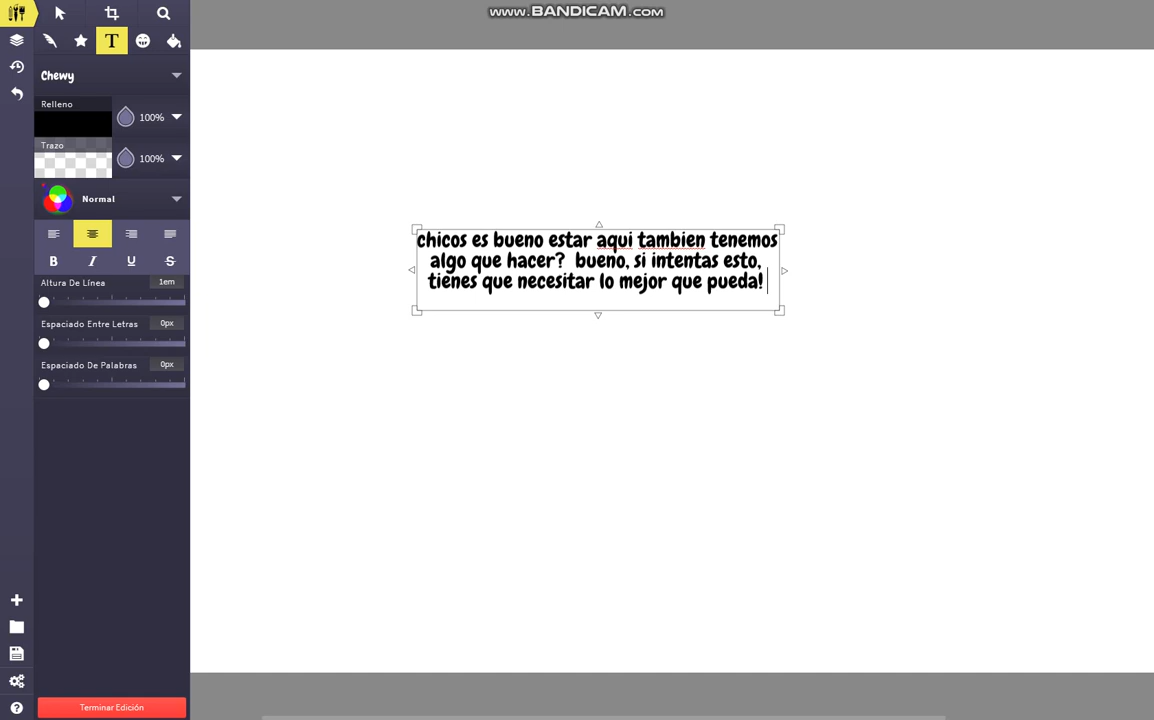 www.BANDICAM.com
Chewy
Relleno
100%
Trazo
100%
Normal
B I U S
Altura De Línea 1em
Espaciado Entre Letras 0px
Espaciado De Palabras 0px
Terminar Edición
chicos es bueno estar aqui tambien tenemos
algo que hacer? bueno, si intentas esto,
tienes que necesitar lo mejor que pueda!